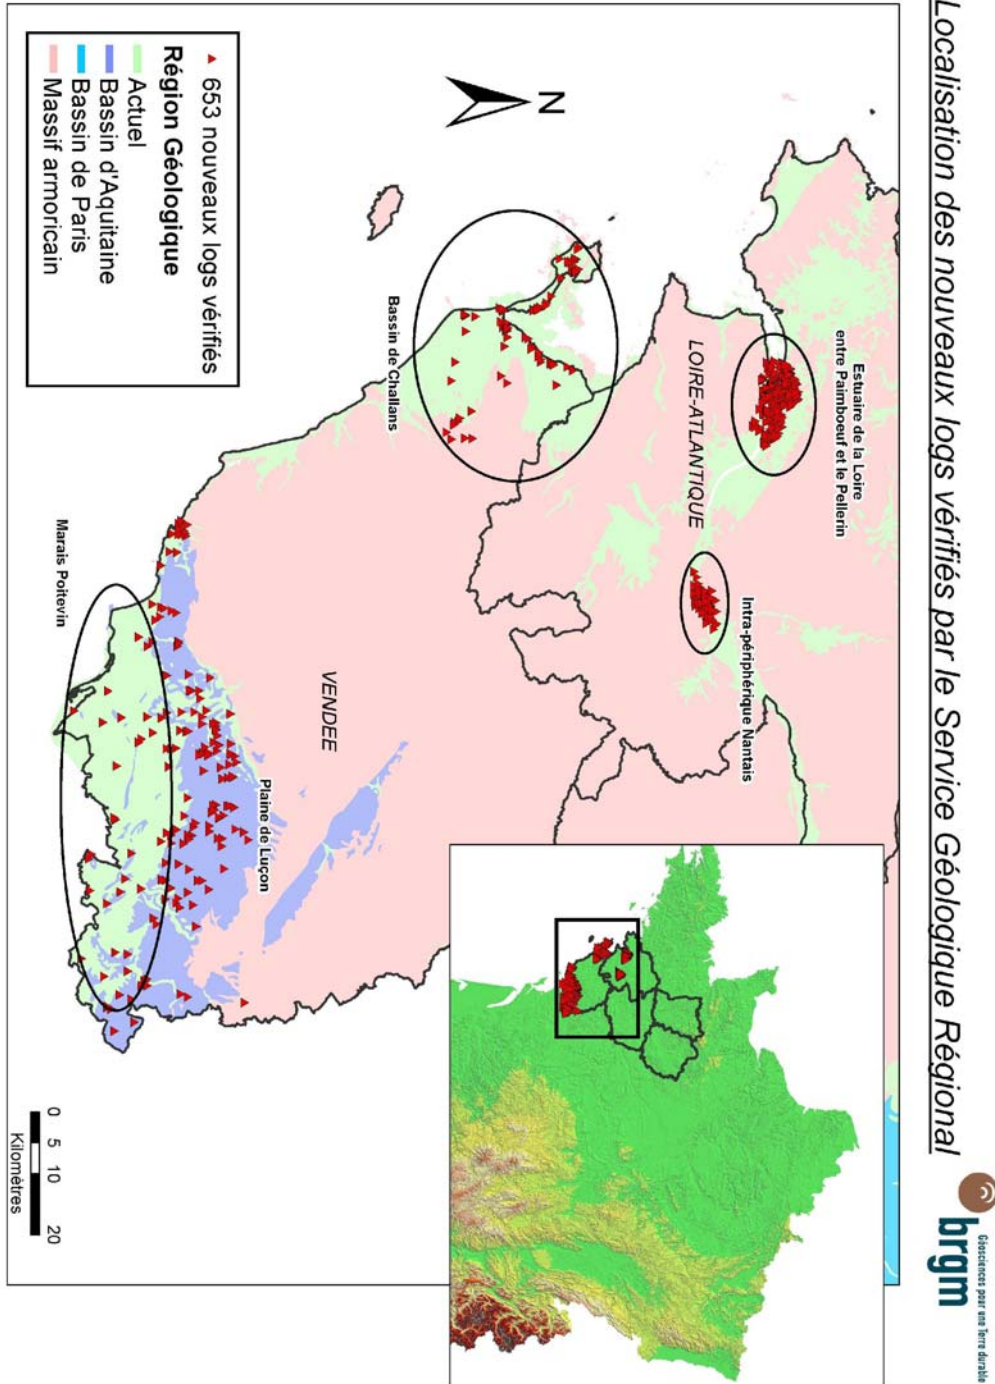 Localisation des nouveaux logs vérifiés par le Service Géologique Régional
Géosciences pour une Terre durable
brgm
Estuaire de la Loire
entre Paimboeuf et le Pellerin
LOIRE-ATLANTIQUE
Intra-périphérique Nantais
N
Bassin de Challans
VENDEE
Plaine de Luçon
Marais Poitevin
653 nouveaux logs vérifiés
Région Géologique
Actuel
Bassin d'Aquitaine
Bassin de Paris
Massif armoricain
0 5 10 20
Kilomètres